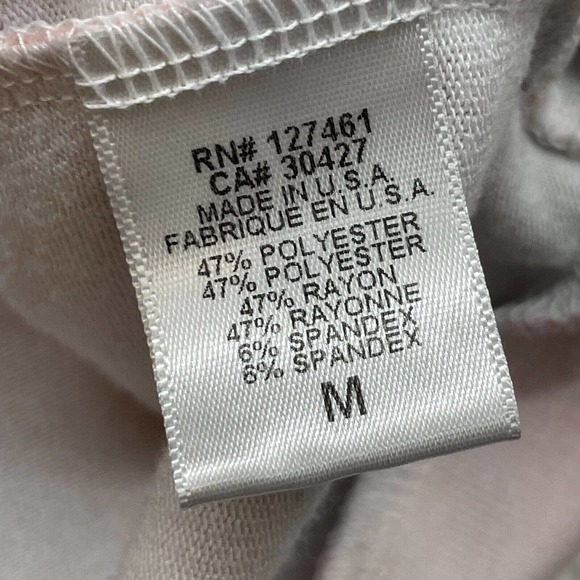 RN# 127461
CA# 30427
MADE IN U.S.A.
FABRIQUE EN U.S.A.
47% POLYESTER
47% POLYESTER
47% RAYON
47% RAYONNE
6% SPANDEX
6% SPANDEX
M